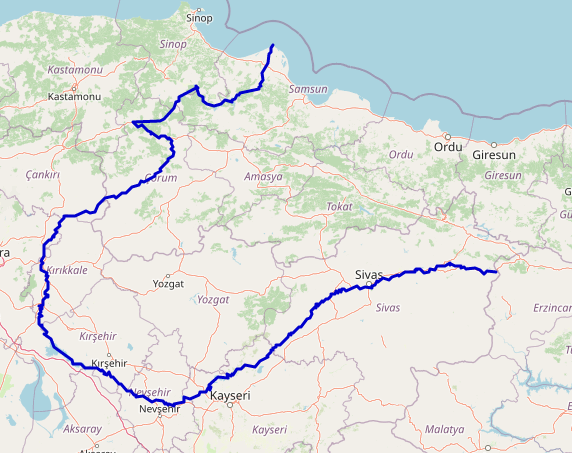 Sinop
Sinop
Kastamonu
Kastamonu
Samsun
Ordu
Giresun
Ordu
Giresun
Çankırı
Çorum
Amasya
Tokat
Kırıkkale
Yozgat
Yozgat
Sivas
Sivas
Erzincan
Kırşehir
Kırşehir
Nevşehir
Nevşehir
Kayseri
Kayseri
Aksaray
Malatya